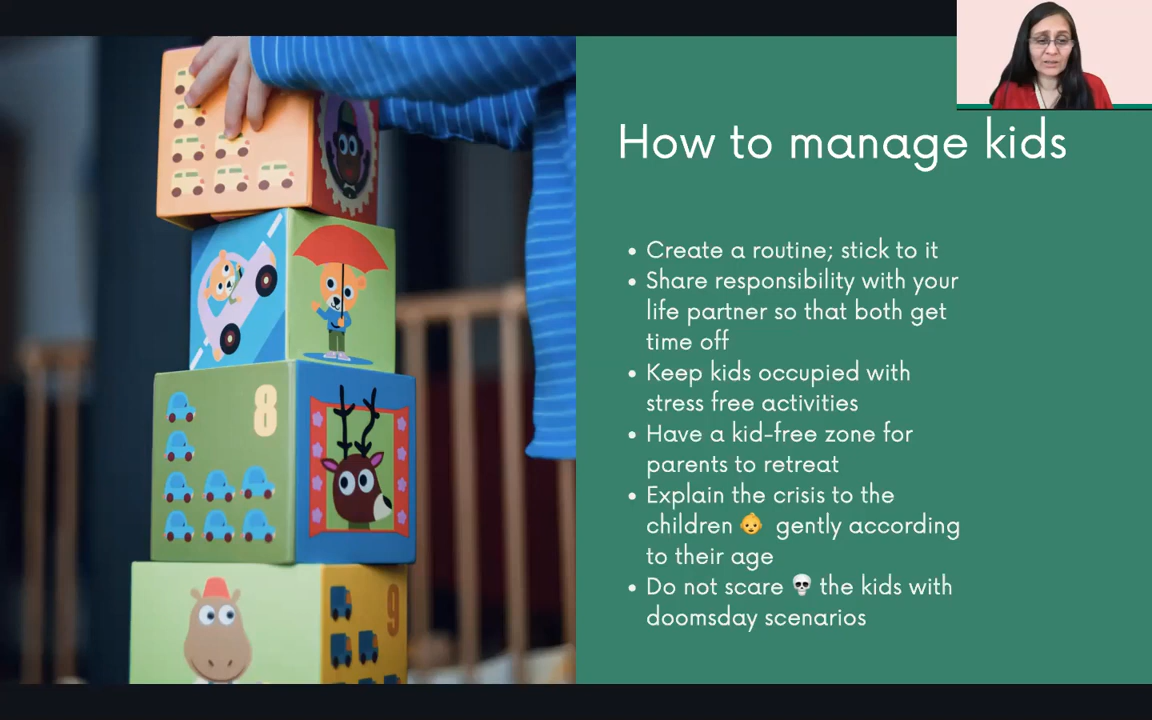 How to manage kids
• Create a routine; stick to it
• Share responsibility with your
life partner so that both get
time off
• Keep kids occupied with
stress free activities
• Have a kid-free zone for
parents to retreat
• Explain the crisis to the
children 👶 gently according
to their age
• Do not scare 💀 the kids with
doomsday scenarios
8
9